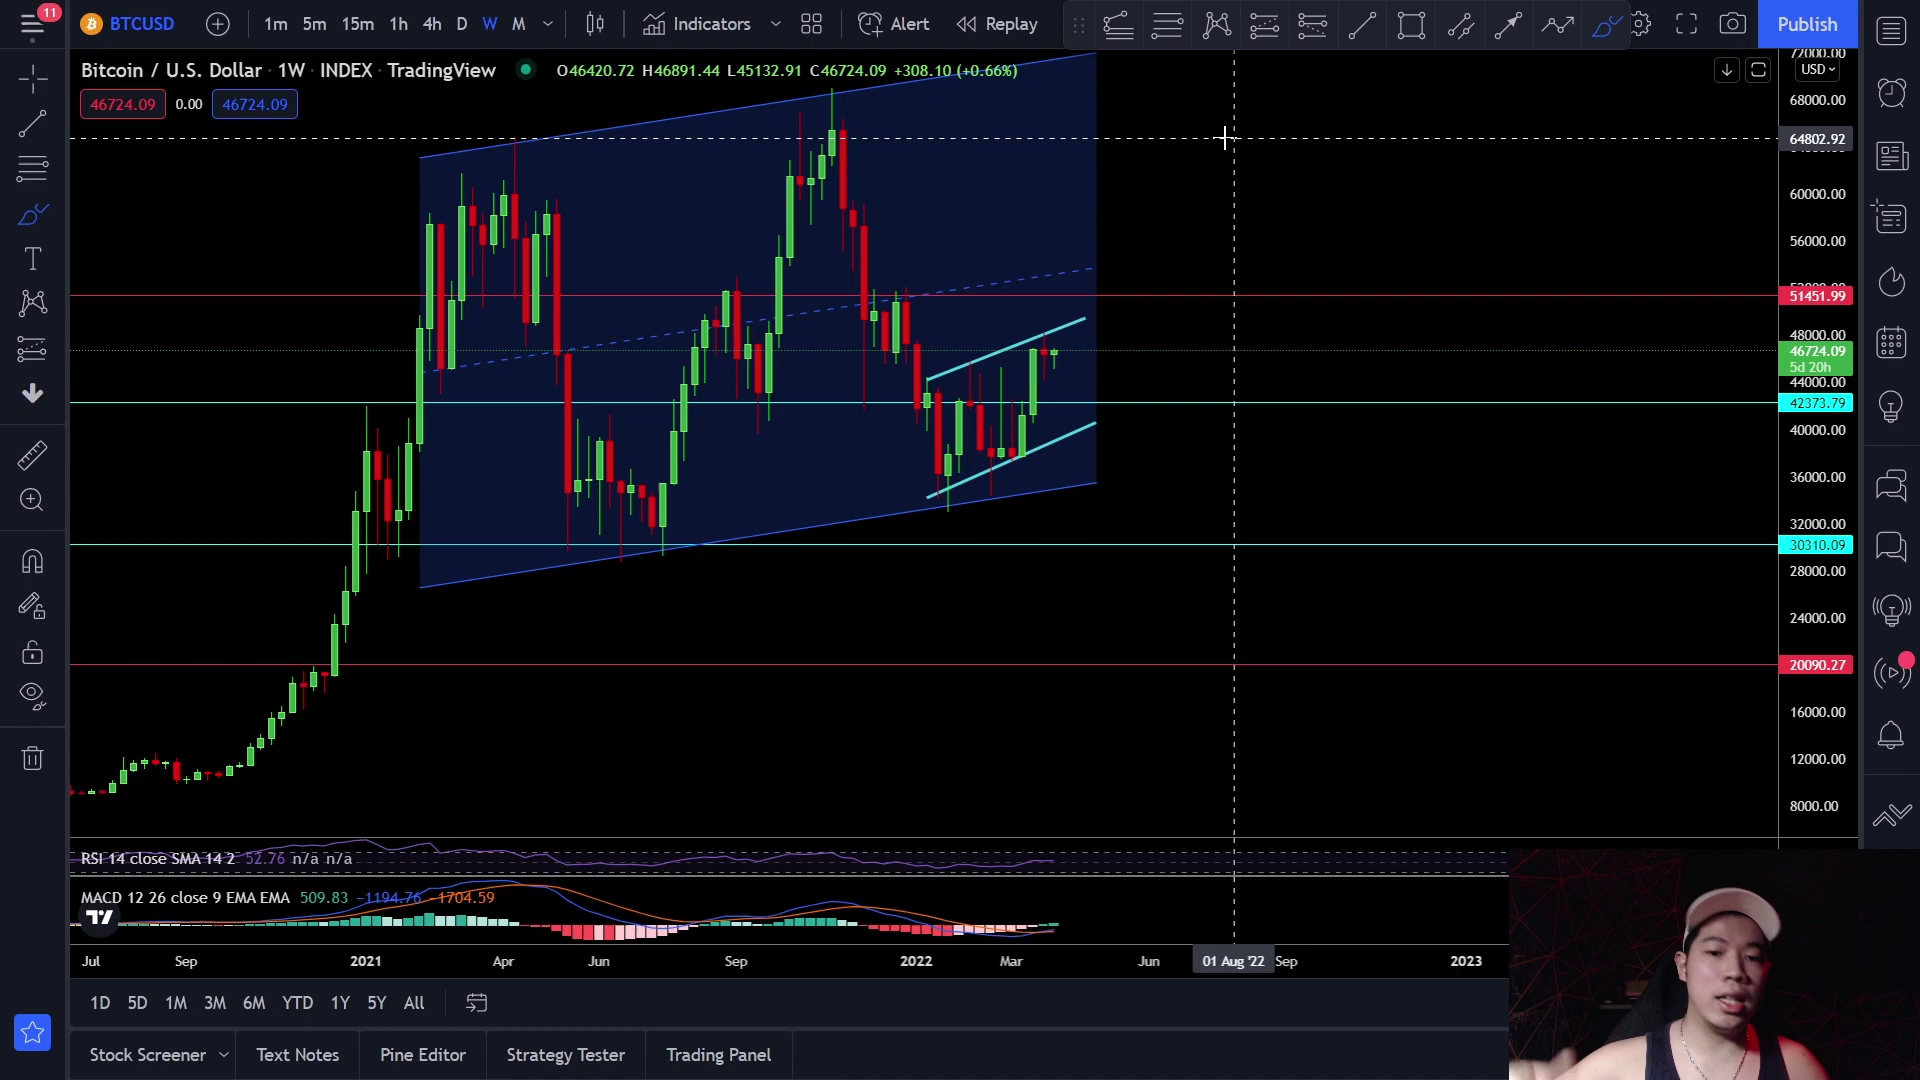 11
BTCUSD 1m 5m 15m 1h 4h D W M Indicators Alert Replay Publish
Bitcoin / U.S. Dollar · 1W · INDEX · TradingView O46420.72 H46891.44 L45132.91 C46724.09 +308.10 (+0.66%)
USD
46724.09 0.00 46724.09
72000.00
68000.00
64802.92
60000.00
56000.00
51451.99
48000.00
46724.09
5d 20h
44000.00
42373.79
40000.00
36000.00
32000.00
30310.09
28000.00
24000.00
20090.27
16000.00
12000.00
8000.00
RSI 14 close SMA 14 2 52.76 n/a n/a
MACD 12 26 close 9 EMA EMA 509.83 −1194.76 −1704.59
Jul Sep 2021 Apr Jun Sep 2022 Mar Jun 01 Aug '22 Sep 2023
1D 5D 1M 3M 6M YTD 1Y 5Y All
Stock Screener Text Notes Pine Editor Strategy Tester Trading Panel